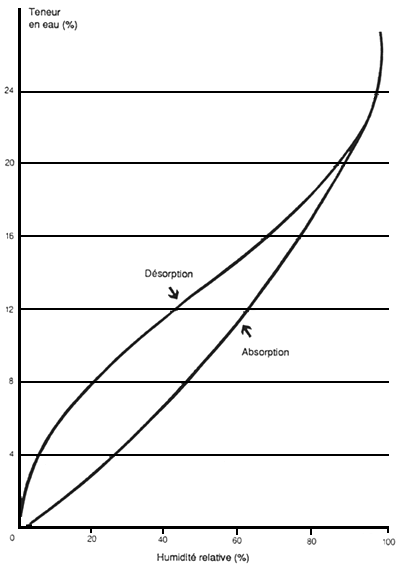 Teneur
en eau (%)
24
20
16
Désorption
12
Absorption
8
4
0 20 40 60 80 100
Humidité relative (%)